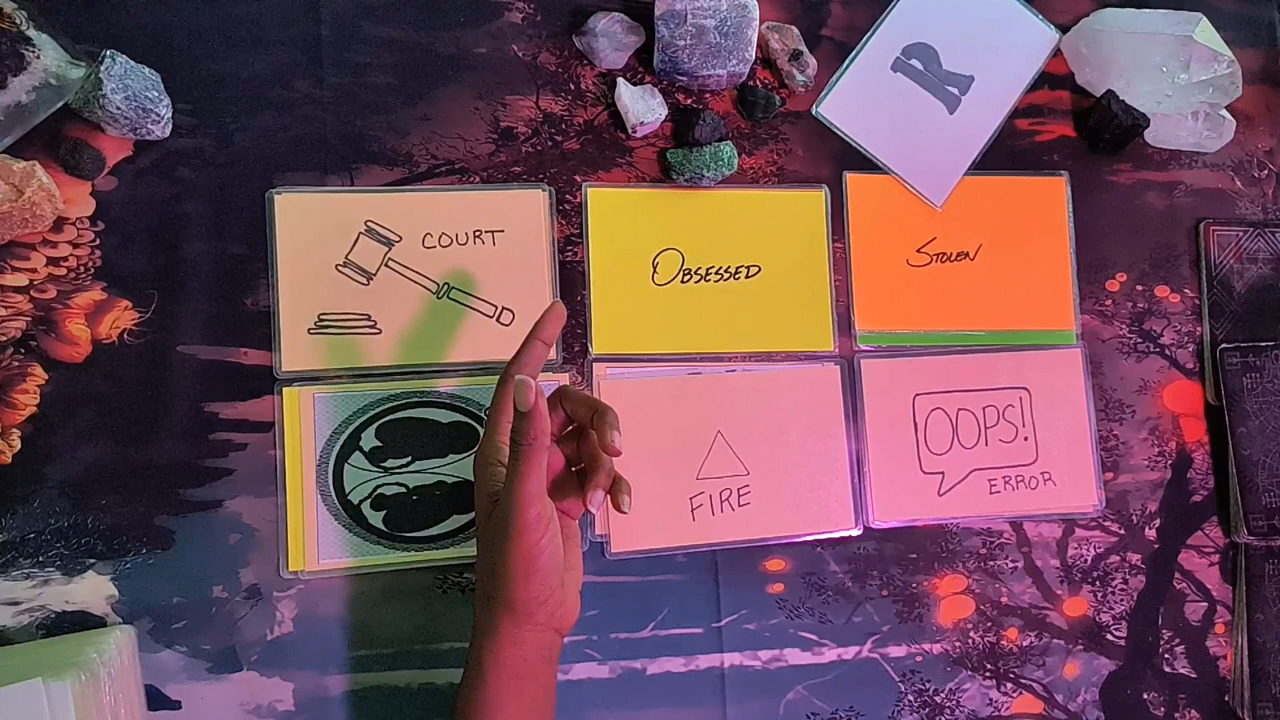 R
COURT
OBSESSED
STOLEN
FIRE
OOPS!
ERROR